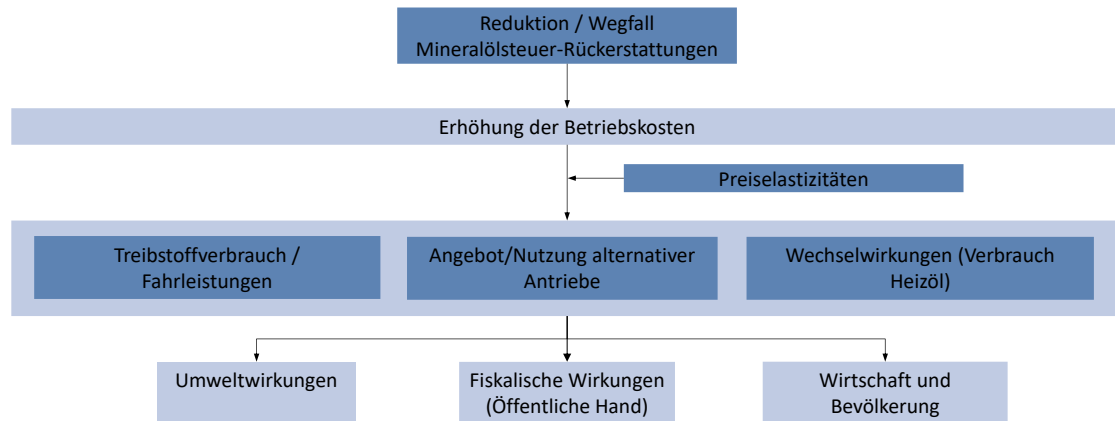 Reduktion / Wegfall
Mineralölsteuer-Rückerstattungen
Erhöhung der Betriebskosten
Preiselastizitäten
Treibstoffverbrauch /
Fahrleistungen
Angebot/Nutzung alternativer
Antriebe
Wechselwirkungen (Verbrauch
Heizöl)
Umweltwirkungen
Fiskalische Wirkungen
(Öffentliche Hand)
Wirtschaft und
Bevölkerung